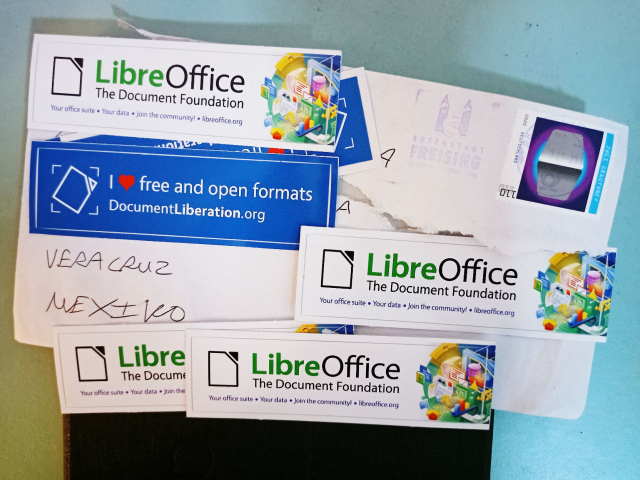 LibreOffice
The Document Foundation
Your office suite • Your data • Join the community! • libreoffice.org
I ❤ free and open formats
DocumentLiberation.org
FREISING
A
VERACRUZ
MEXIKO
LibreOffice
The Document Foundation
Your office suite • Your data • Join the community! • libreoffice.org
Libre
The Docume
Your office suite • Your data •
LibreOffice
The Document Foundation
Your office suite • Your data • Join the community! • libreoffice.org
110